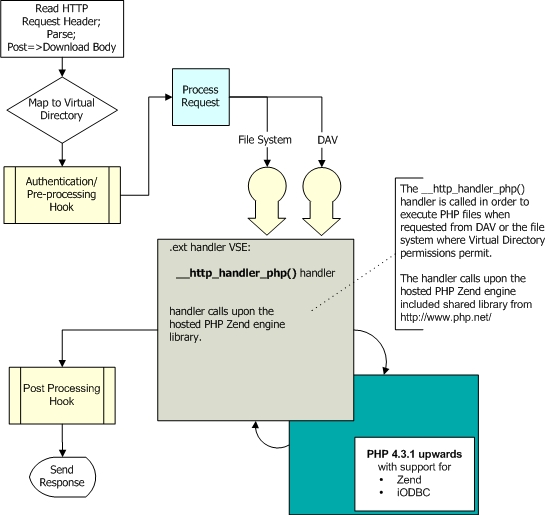 Read HTTP
Request Header;
Parse;
Post=>Download Body
Map to Virtual
Directory
Authentication/
Pre-processing
Hook
Process
Request
File System
DAV
The __http_handler_php()
handler is called in order to
execute PHP files when
requested from DAV or the file
system where Virtual Directory
permissions permit.
The handler calls upon the
hosted PHP Zend engine
included shared library from
http://www.php.net/
.ext handler VSE:
__http_handler_php() handler
handler calls upon the
hosted PHP Zend engine
library.
Post Processing
Hook
Send
Response
PHP 4.3.1 upwards
with support for
• Zend
• iODBC